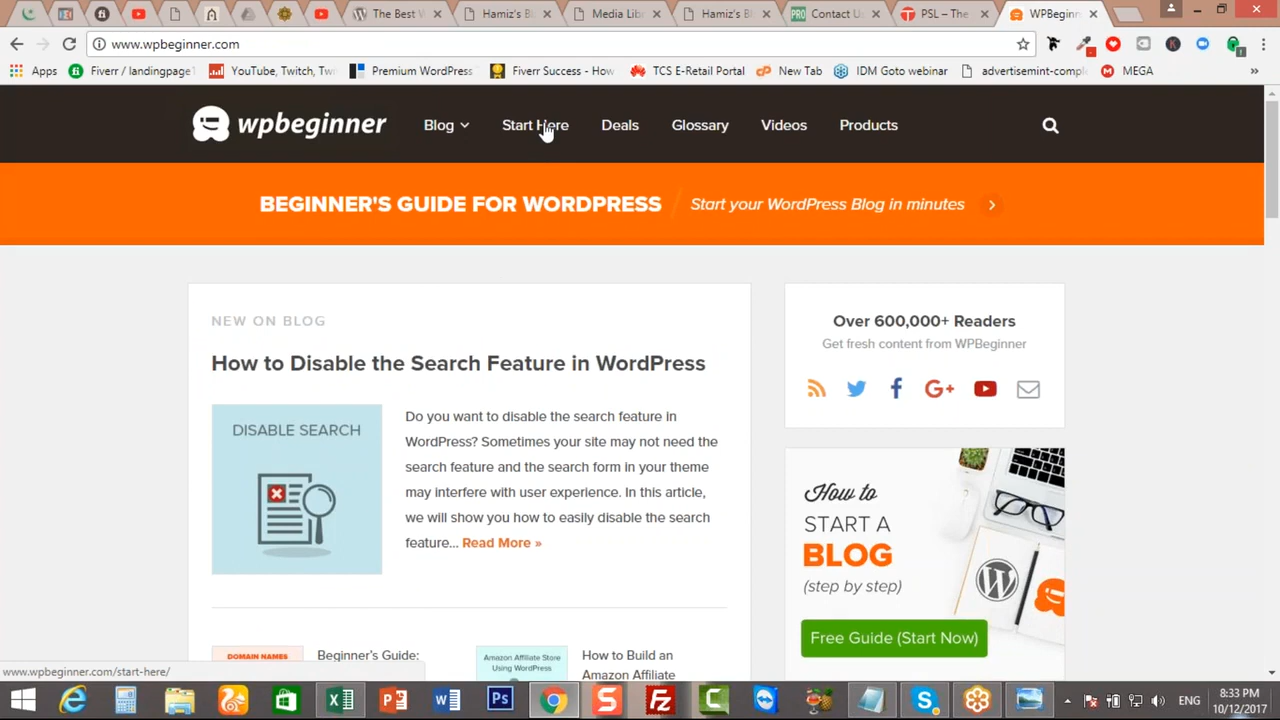 The Best W
Hamiz's Bl
Media Libr
Hamiz's Bl
Contact Us
PSL – The
WPBeginn
www.wpbeginner.com
Apps
Fiverr / landingpage
YouTube, Twitch, Twi
Premium WordPress
Fiverr Success - How
TCS E-Retail Portal
New Tab
IDM Goto webinar
advertisemint-comple
MEGA
»
wpbeginner
Blog
Start Here
Deals
Glossary
Videos
Products
BEGINNER'S GUIDE FOR WORDPRESS
Start your WordPress Blog in minutes
NEW ON BLOG
How to Disable the Search Feature in WordPress
DISABLE SEARCH
Do you want to disable the search feature in
WordPress? Sometimes your site may not need the
search feature and the search form in your theme
may interfere with user experience. In this article,
we will show you how to easily disable the search
feature... Read More »
Over 600,000+ Readers
Get fresh content from WPBeginner
G+
How to
START A
BLOG
(step by step)
Free Guide (Start Now)
DOMAIN NAMES
Beginner's Guide:
Amazon Affiliate Store
Using WordPress
How to Build an
Amazon Affiliate
www.wpbeginner.com/start-here/
ENG
8:33 PM
10/12/2017